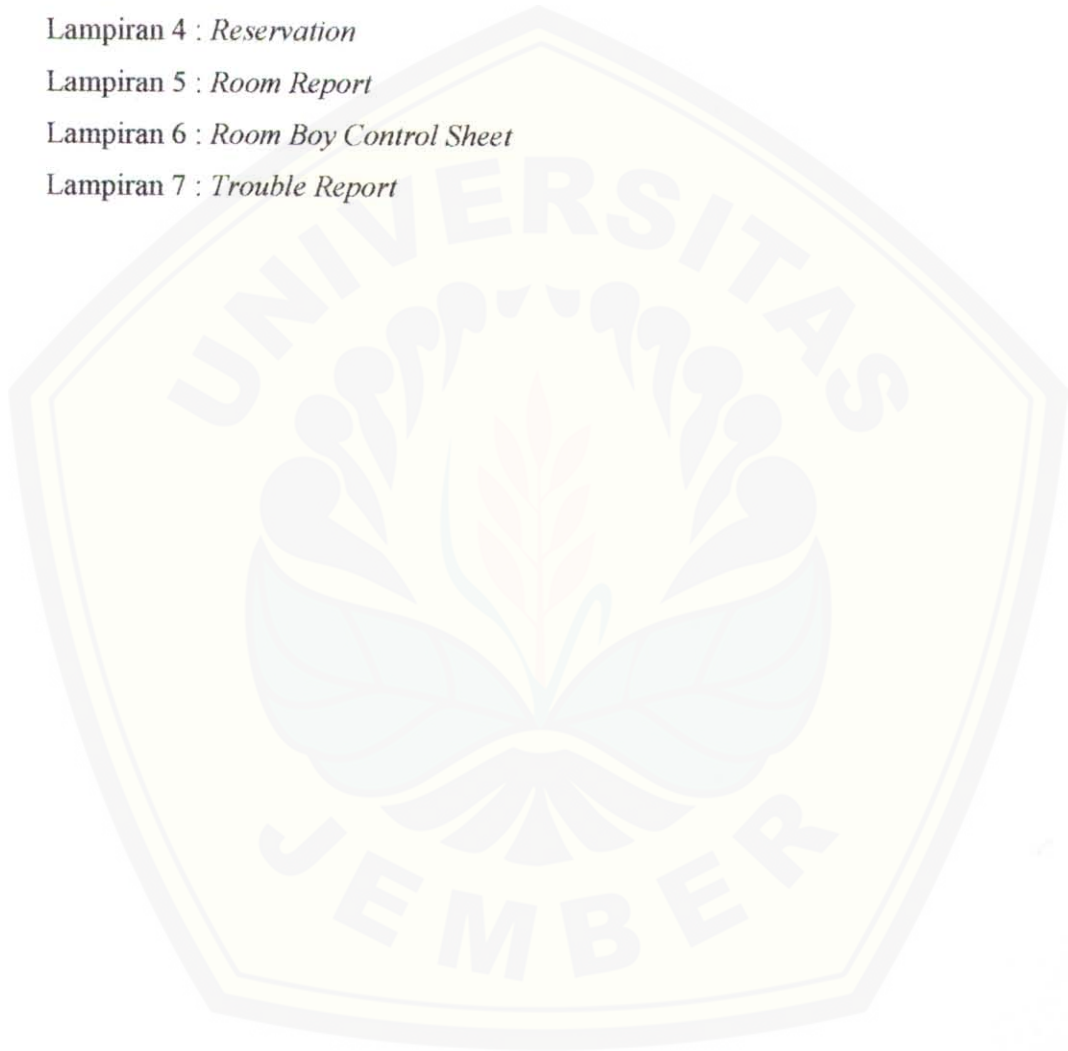 Lampiran 4 : Reservation
Lampiran 5 : Room Report
Lampiran 6 : Room Boy Control Sheet
Lampiran 7 : Trouble Report
UNIVERSITAS
JEMBER